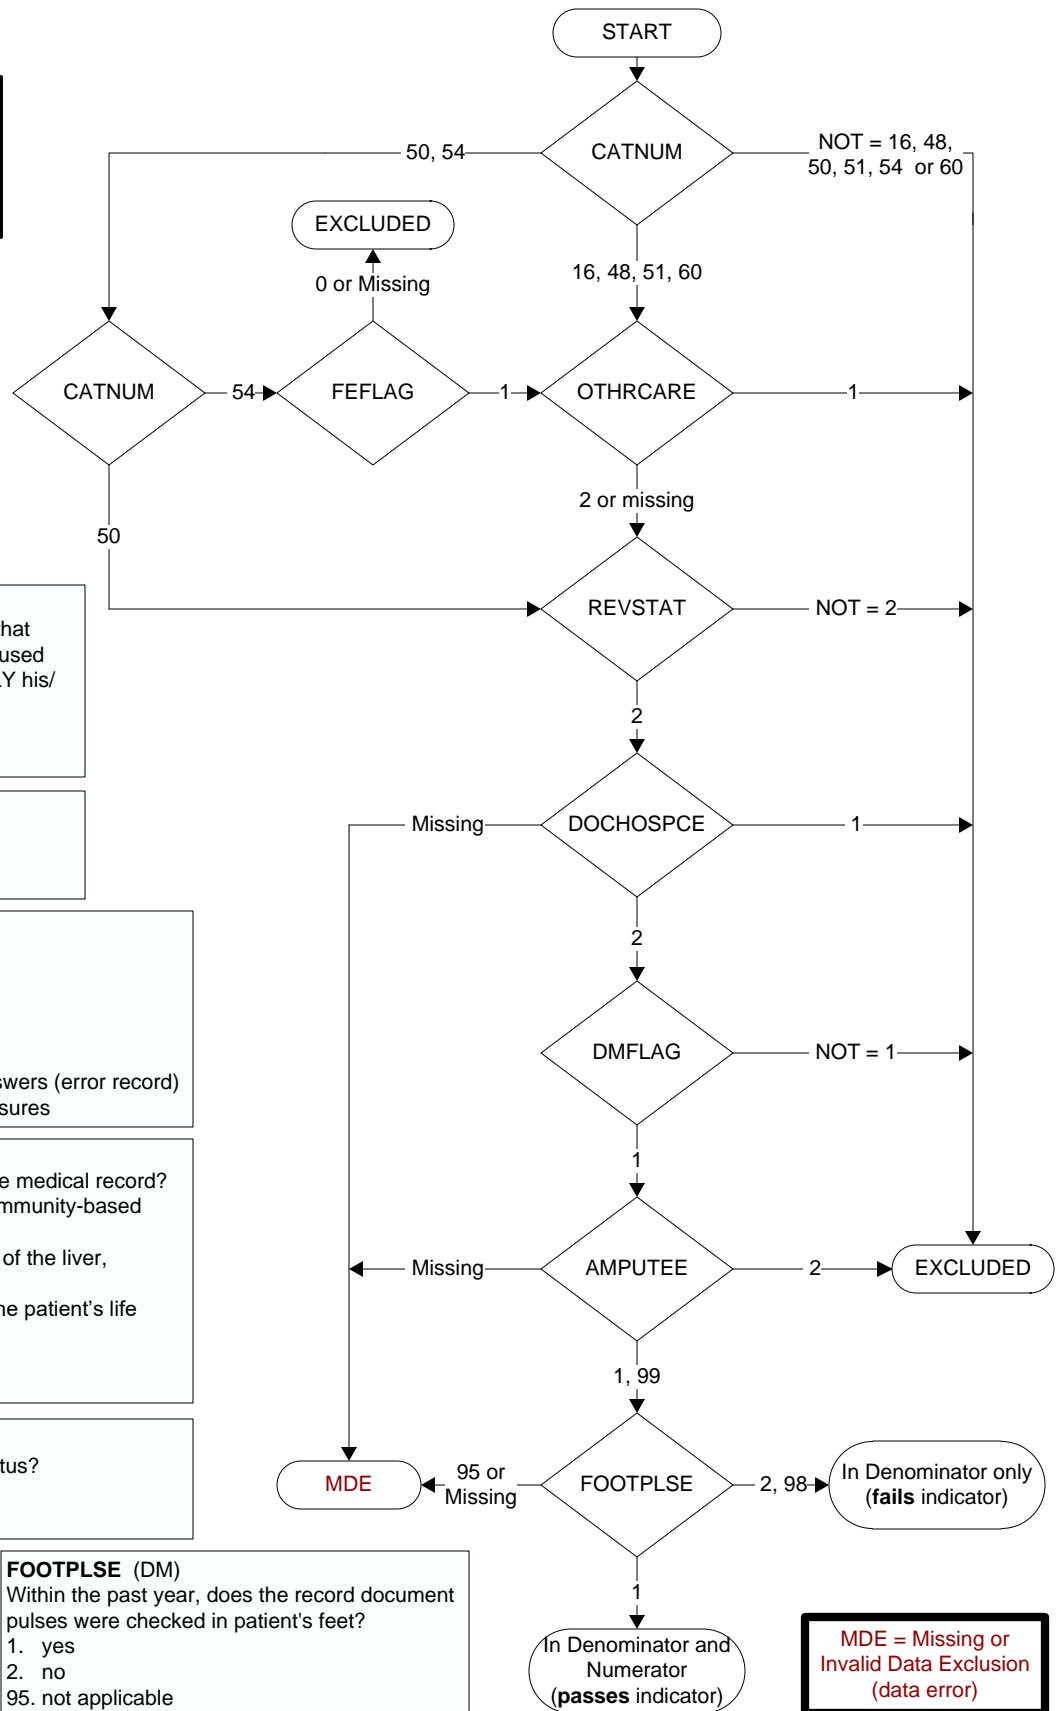 START
CATNUM
50, 54
NOT = 16, 48,
50, 51, 54 or 60
EXCLUDED
0 or Missing
16, 48, 51, 60
CATNUM
54
FEFLAG
1
OTHRCARE
1
2 or missing
50
REVSTAT
NOT = 2
that
used
LY his/
2
Missing
DOCHOSPCE
1
2
DMFLAG
NOT = 1
swers (error record)
sures
1
e medical record?
mmunity-based
of the liver,
he patient's life
Missing
AMPUTEE
2
EXCLUDED
1, 99
tus?
MDE
95 or
Missing
FOOTPLSE
2, 98
In Denominator only
(fails indicator)
1
FOOTPLSE (DM)
Within the past year, does the record document
pulses were checked in patient's feet?
1. yes
2. no
95. not applicable
In Denominator and
Numerator
(passes indicator)
MDE = Missing or
Invalid Data Exclusion
(data error)